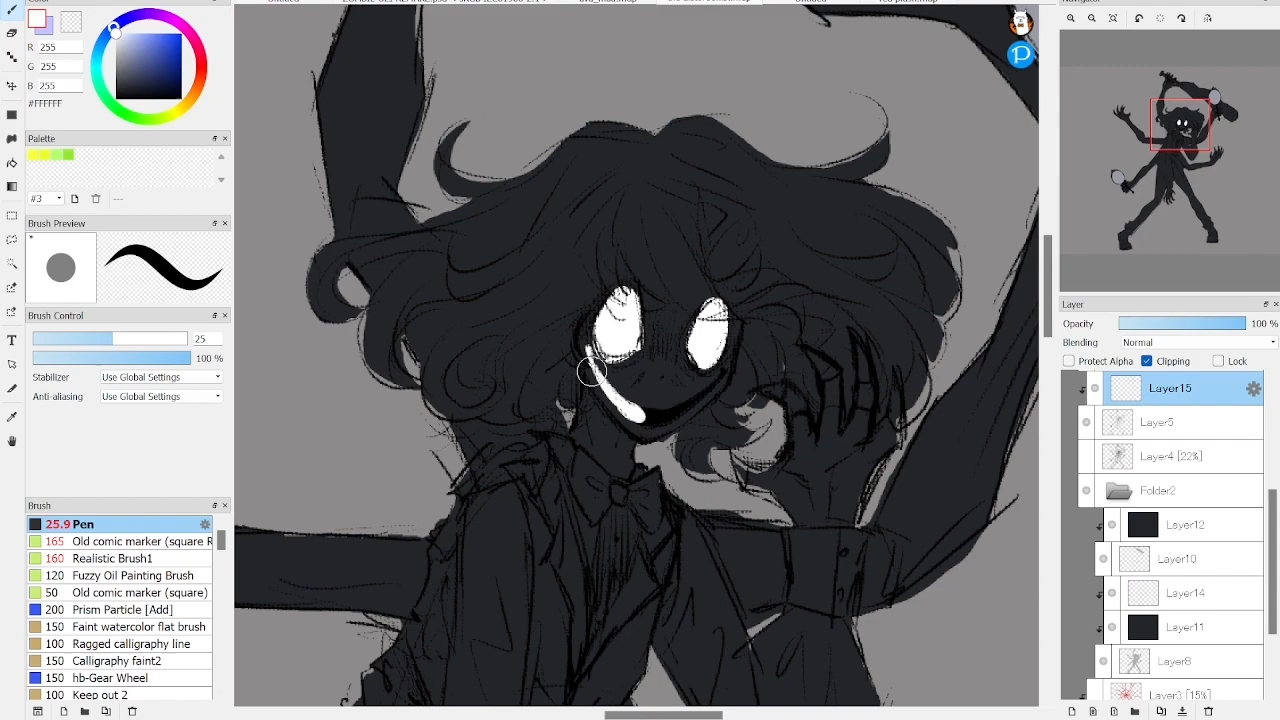 Color
Untitled
Untitled
Navigator
R 255
G 255
B 255
#FFFFFF
Palette
#3
Brush Preview
Brush Control
25
100 %
Stabilizer Use Global Settings
Anti-aliasing Use Global Settings
Brush
25.9 Pen
Old comic marker (square R
160 Realistic Brush1
120 Fuzzy Oil Painting Brush
Old comic marker (square)
200 Prism Particle [Add]
150 Faint watercolor flat brush
100 Ragged calligraphy line
150 Calligraphy faint2
150 hb-Gear Wheel
100 Keep out 2
Layer
Opacity 100 %
Blending Normal
Protect Alpha Clipping Lock
Layer15
Layer5
Layer4 [22%]
Folder2
Layer12
Layer10
Layer14
Layer11
Layer8
Layer3 [15%]